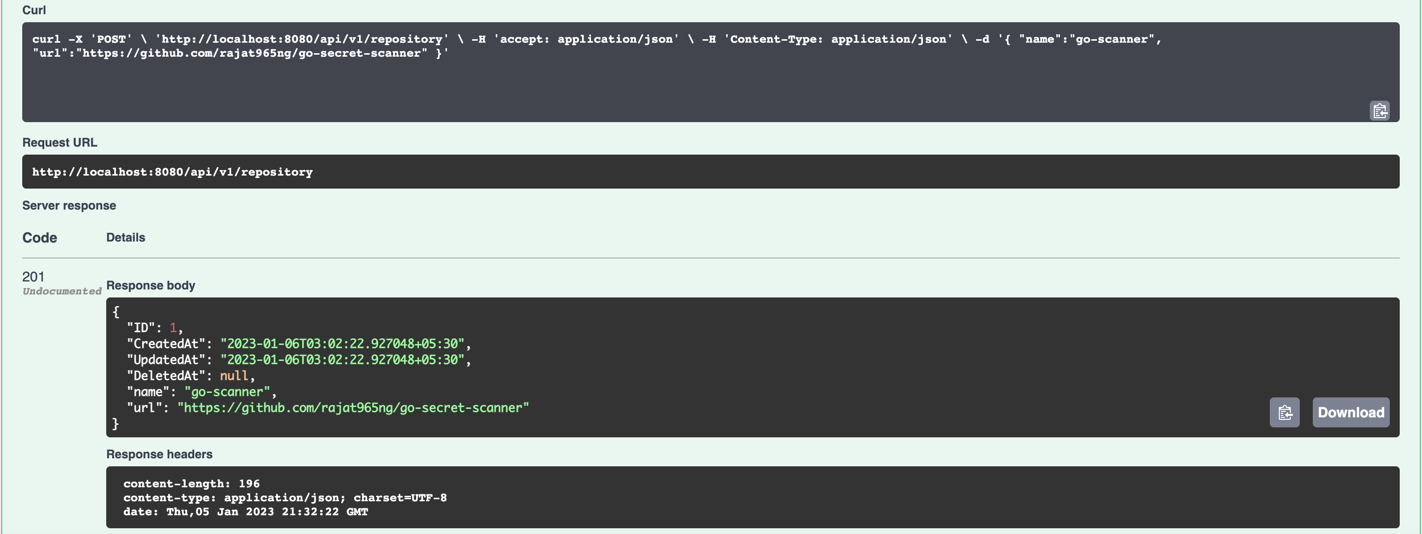 Curl
curl -X 'POST' \ 'http://localhost:8080/api/v1/repository' \ -H 'accept: application/json' \ -H 'Content-Type: application/json' \ -d '{ "name":"go-scanner",
"url":"https://github.com/rajat965ng/go-secret-scanner" }'
Request URL
http://localhost:8080/api/v1/repository
Server response
Code Details
201
Undocumented
Response body
{
"ID": 1,
"CreatedAt": "2023-01-06T03:02:22.927048+05:30",
"UpdatedAt": "2023-01-06T03:02:22.927048+05:30",
"DeletedAt": null,
"name": "go-scanner",
"url": "https://github.com/rajat965ng/go-secret-scanner"
}
Download
Response headers
content-length: 196
content-type: application/json; charset=UTF-8
date: Thu,05 Jan 2023 21:32:22 GMT